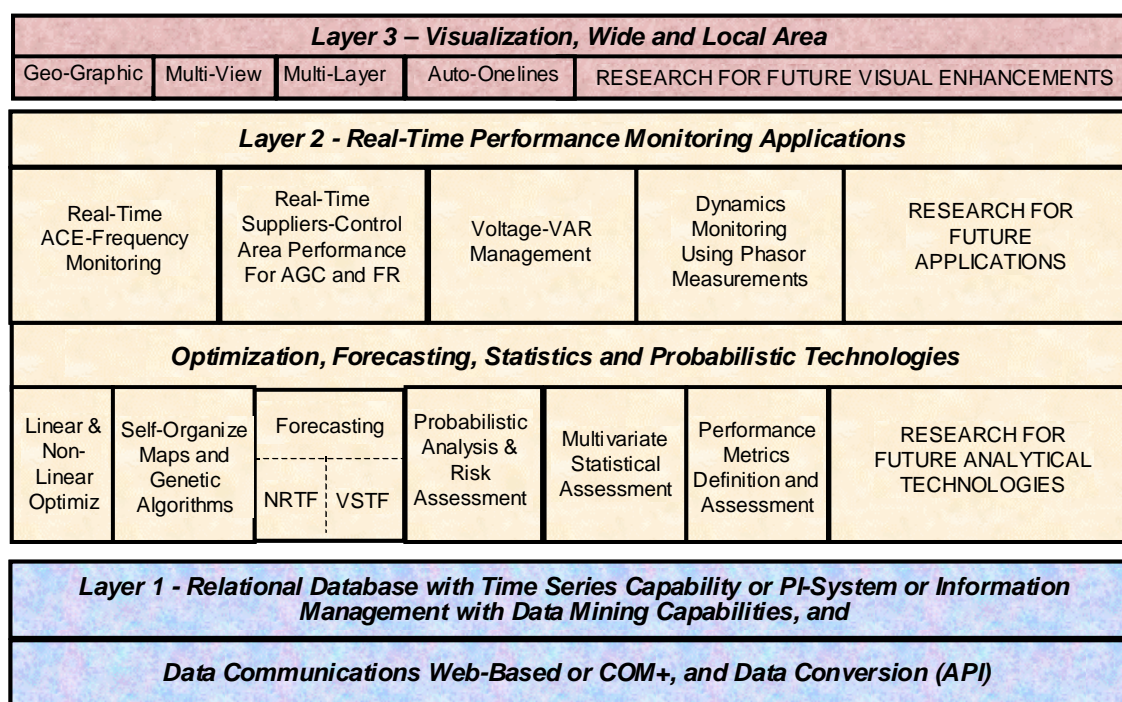 Layer 3 – Visualization, Wide and Local Area
Geo-Graphic
Multi-View
Multi-Layer
Auto-Onelines
RESEARCH FOR FUTURE VISUAL ENHANCEMENTS
Layer 2 - Real-Time Performance Monitoring Applications
Real-Time
ACE-Frequency
Monitoring
Real-Time
Suppliers-Control
Area Performance
For AGC and FR
Voltage-VAR
Management
Dynamics
Monitoring
Using Phasor
Measurements
RESEARCH FOR
FUTURE
APPLICATIONS
Optimization, Forecasting, Statistics and Probabilistic Technologies
Linear &
Non-
Linear
Optimiz
Self-Organize
Maps and
Genetic
Algorithms
Forecasting
NRTF
VSTF
Probabilistic
Analysis &
Risk
Assessment
Multivariate
Statistical
Assessment
Performance
Metrics
Definition and
Assessment
RESEARCH FOR
FUTURE ANALYTICAL
TECHNOLOGIES
Layer 1 - Relational Database with Time Series Capability or PI-System or Information
Management with Data Mining Capabilities, and
Data Communications Web-Based or COM+, and Data Conversion (API)